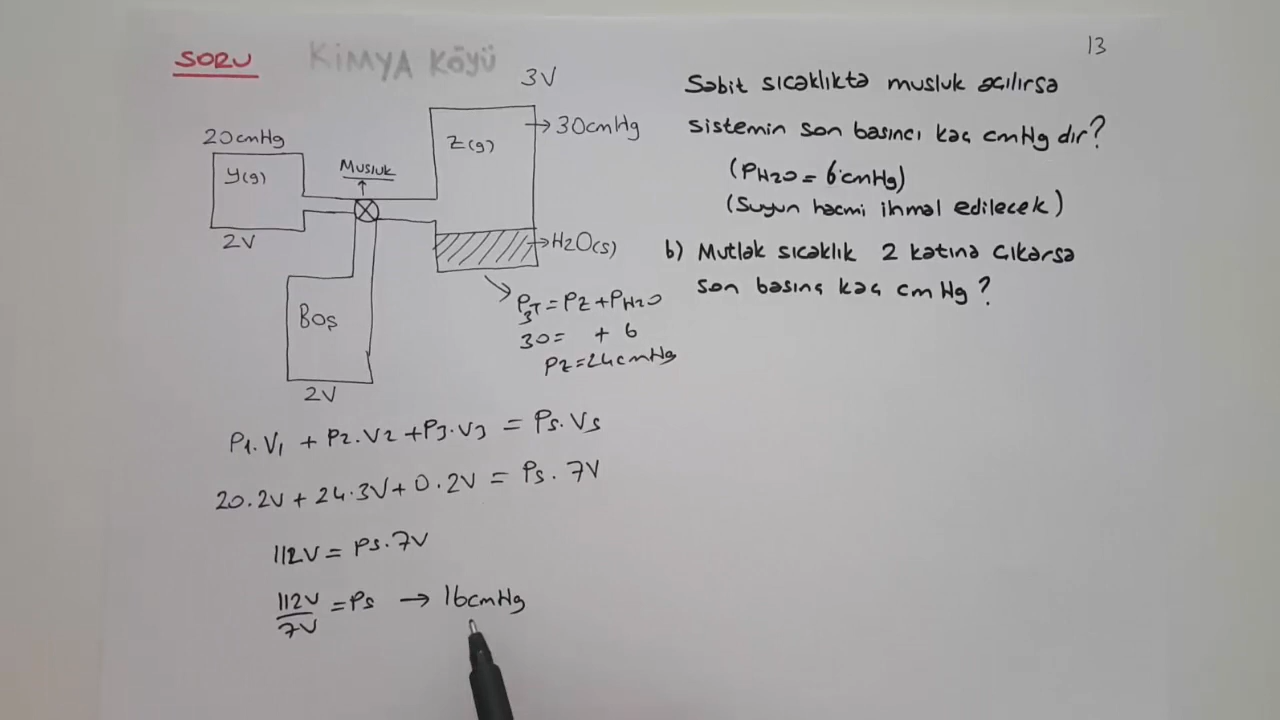 13
SORU
KİMYA KÖYÜ
3V
20cmHg
Y(g)
2V
Musluk
Z(g)
30cmHg
H2O(s)
Boş
2V
PT = PZ + PH2O
3
30 = + 6
PZ = 24cmHg
Sabit sıcaklıkta musluk açılırsa
sistemin son basıncı kaç cmHg dır?
(PH2O = 6 cmHg)
(Suyun hacmi ihmal edilecek)
b) Mutlak sıcaklık 2 katına çıkarsa
son basınç kaç cmHg?
P1.V1 + P2.V2 + P3.V3 = Ps.Vs
20.2V + 24.3V + 0.2V = Ps.7V
112V = Ps.7V
112V/7V = Ps → 16cmHg